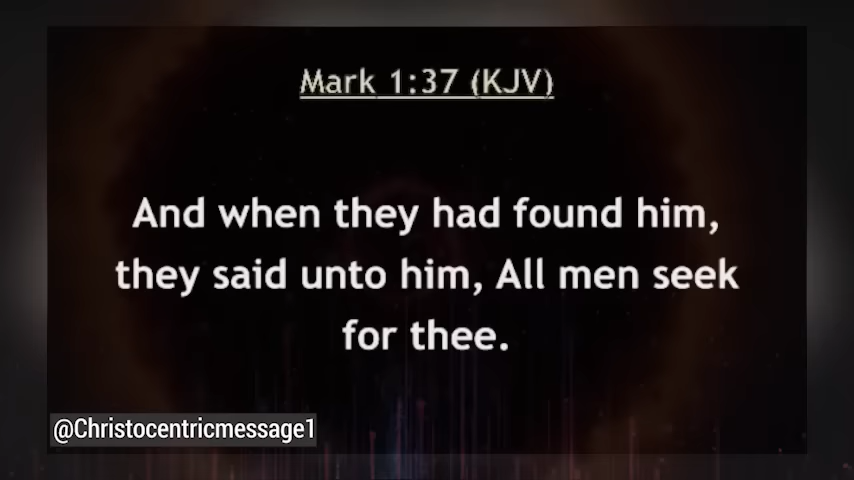 Mark 1:37 (KJV)
And when they had found him,
they said unto him, All men seek
for thee.
@Christocentricmessage1